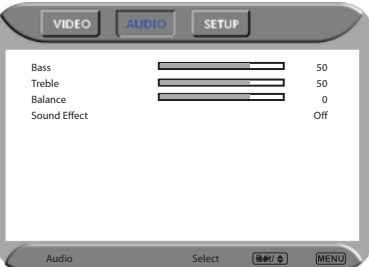 VIDEO AUDIO SETUP
Bass 50
Treble 50
Balance 0
Sound Effect Off
Audio Select MENU